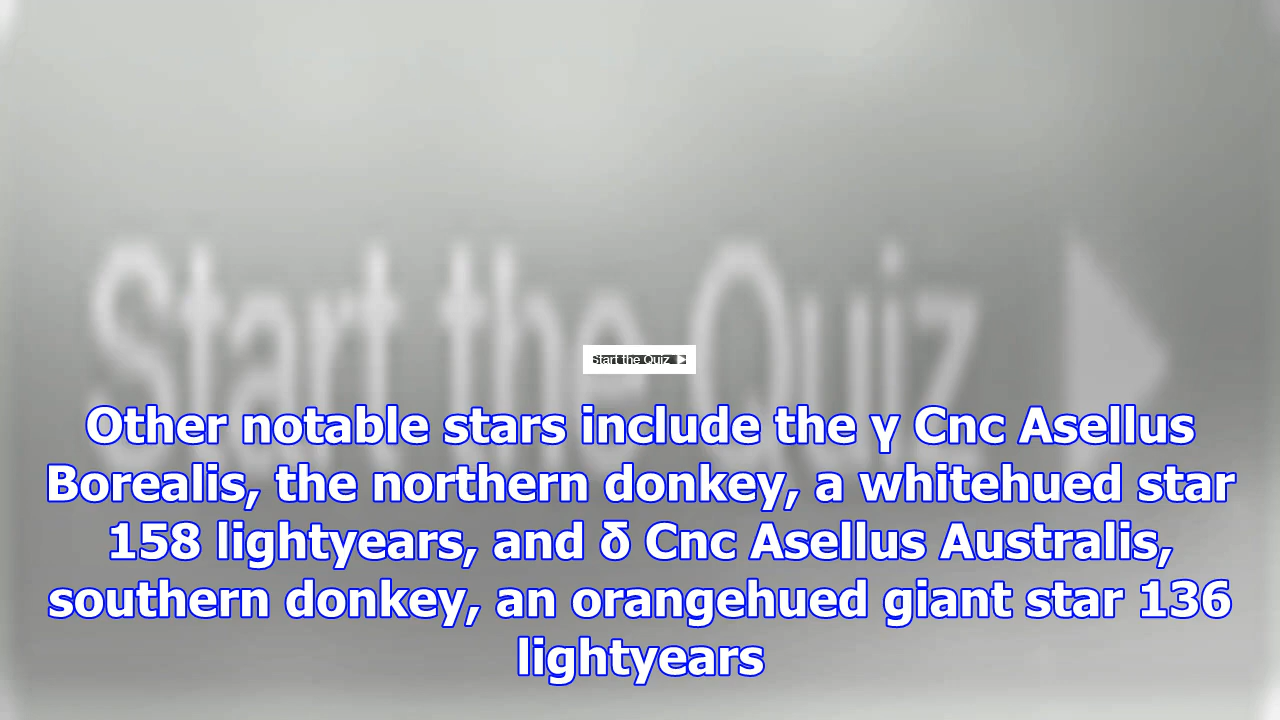 Start the Quiz
Start the Quiz
Other notable stars include the γ Cnc Asellus
Borealis, the northern donkey, a whitehued star
158 lightyears, and δ Cnc Asellus Australis,
southern donkey, an orangehued giant star 136
lightyears